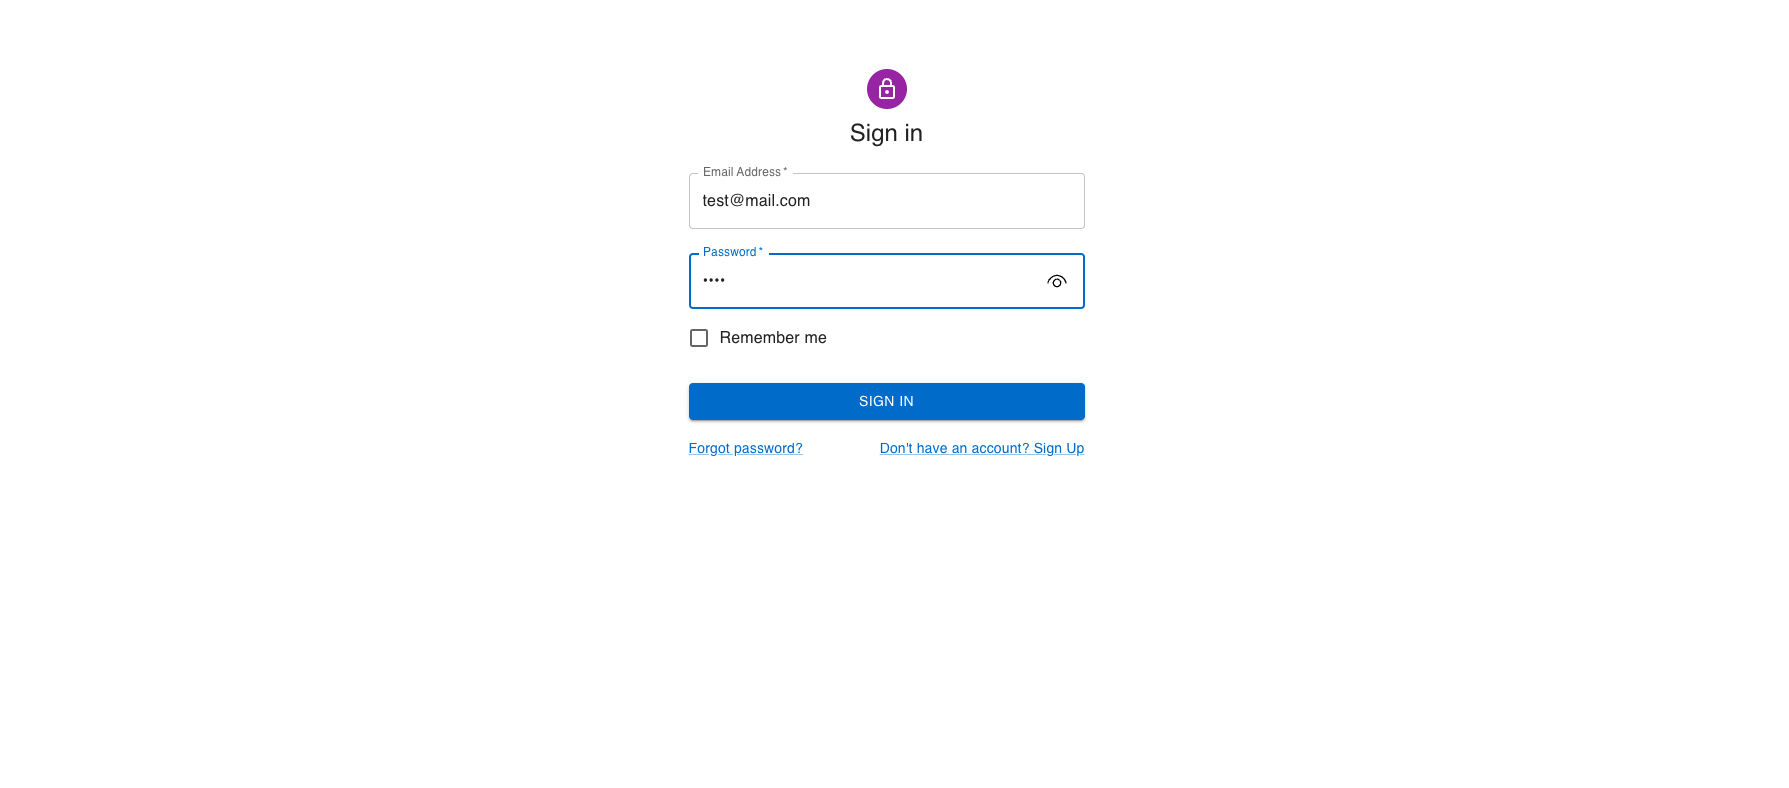 Sign in
Email Address *
test@mail.com
Password *
••••
Remember me
SIGN IN
Forgot password?
Don't have an account? Sign Up